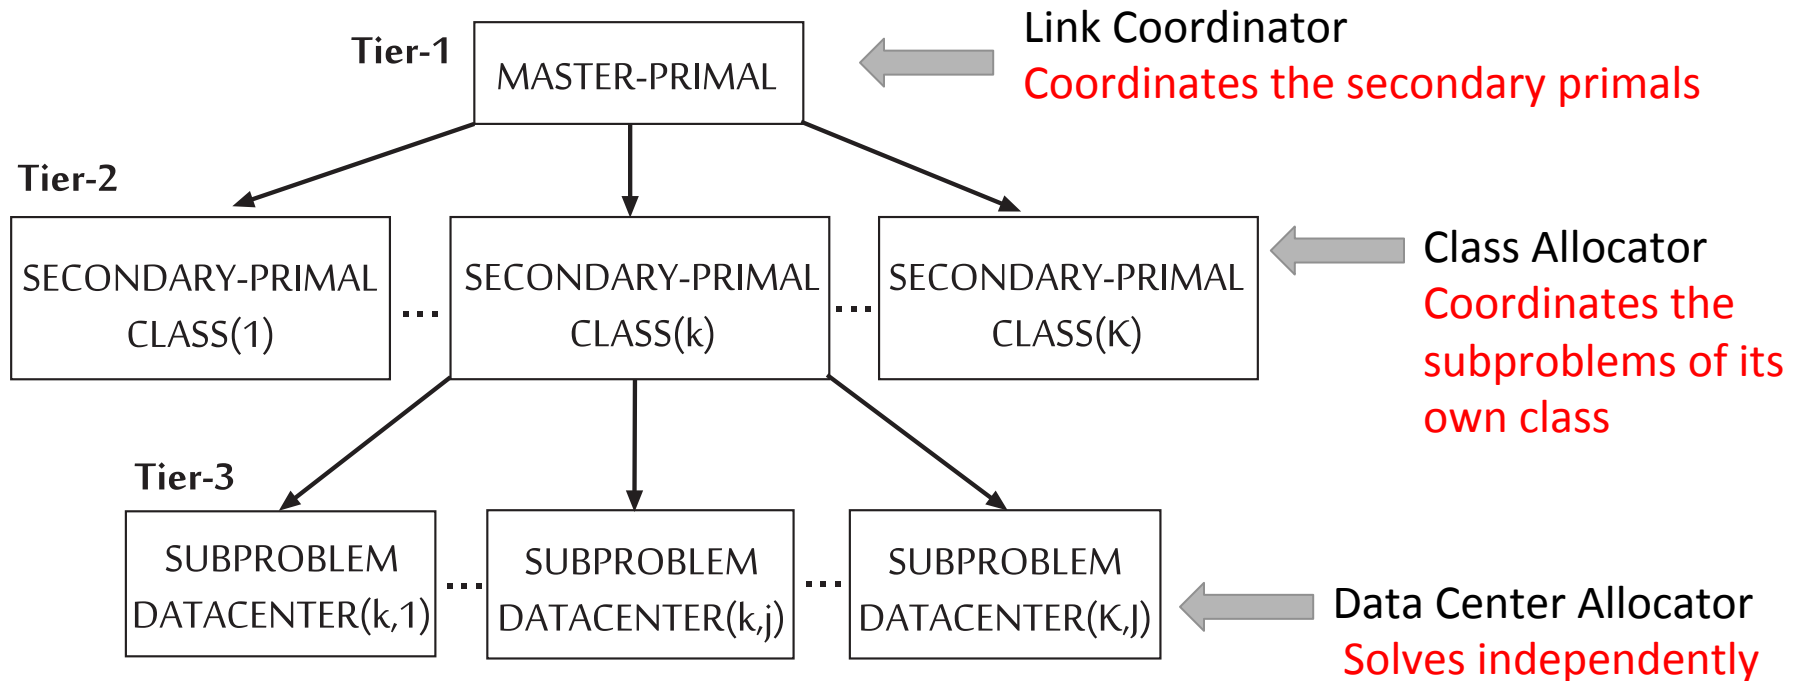 Tier-1
MASTER-PRIMAL
Link Coordinator
Coordinates the secondary primals
Tier-2
SECONDARY-PRIMAL
CLASS(1)
...
SECONDARY-PRIMAL
CLASS(k)
...
SECONDARY-PRIMAL
CLASS(K)
Class Allocator
Coordinates the
subproblems of its
own class
Tier-3
SUBPROBLEM
DATACENTER(k,1)
...
SUBPROBLEM
DATACENTER(k,j)
...
SUBPROBLEM
DATACENTER(K,J)
Data Center Allocator
Solves independently